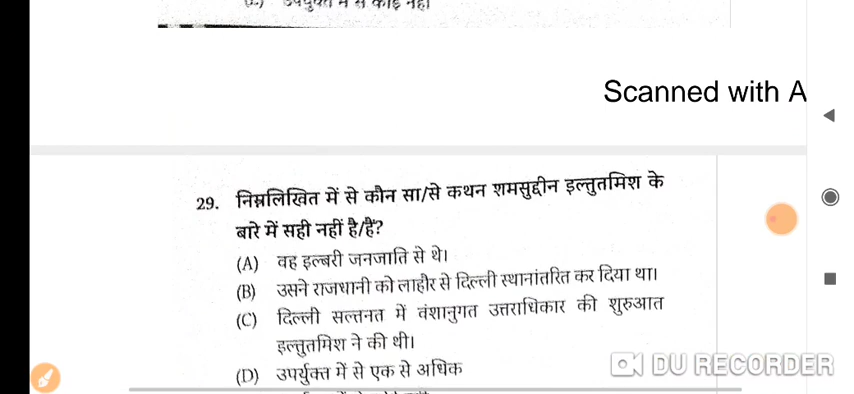 Scanned with A
29. निम्नलिखित में से कौन सा/से कथन शमसुद्दीन इल्तुतमिश के
बारे में सही नहीं है/हैं?
(A) वह इल्बरी जनजाति से थे।
(B) उसने राजधानी को लाहौर से दिल्ली स्थानांतरित कर दिया था।
(C) दिल्ली सल्तनत में वंशानुगत उत्तराधिकार की शुरुआत
इल्तुतमिश ने की थी।
(D) उपर्युक्त में से एक से अधिक
DU RECORDER